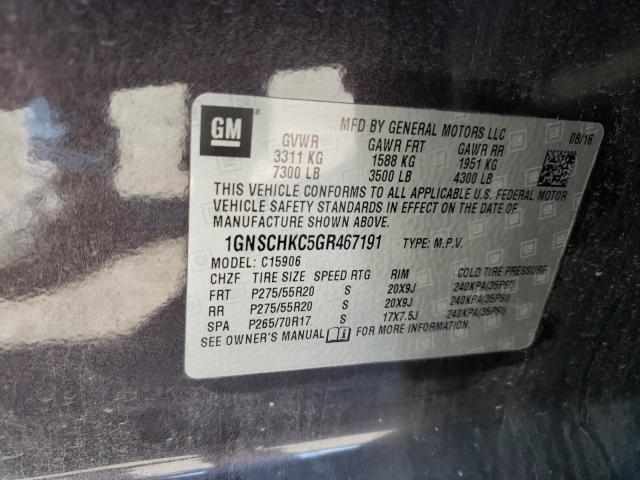 GM
MFD BY GENERAL MOTORS LLC
08/16
GVWR GAWR FRT GAWR RR
3311 KG 1588 KG 1951 KG
7300 LB 3500 LB 4300 LB
THIS VEHICLE CONFORMS TO ALL APPLICABLE U.S. FEDERAL MOTOR
VEHICLE SAFETY STANDARDS IN EFFECT ON THE DATE OF
MANUFACTURE SHOWN ABOVE.
1GNSCHKC5GR467191 TYPE: M.P.V.
MODEL: C15906
CHZF TIRE SIZE SPEED RTG RIM COLD TIRE PRESSURE
FRT P275/55R20 S 20X9J 240KPA(35PSI)
RR P275/55R20 S 20X9J 240KPA(35PSI)
SPA P265/70R17 S 17X7.5J 240KPA(35PSI)
SEE OWNER'S MANUAL FOR MORE INFORMATION.